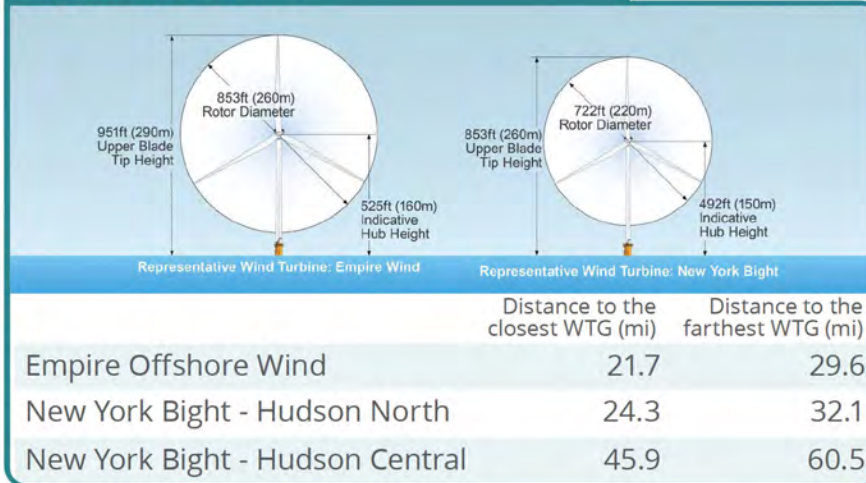 853ft (260m)
Rotor Diameter
951ft (290m)
Upper Blade
Tip Height
525ft (160m)
Indicative
Hub Height
Representative Wind Turbine: Empire Wind
722ft (220m)
Rotor Diameter
853ft (260m)
Upper Blade
Tip Height
492ft (150m)
Indicative
Hub Height
Representative Wind Turbine: New York Bight
Distance to the
closest WTG (mi)
Distance to the
farthest WTG (mi)
Empire Offshore Wind 21.7 29.6
New York Bight - Hudson North 24.3 32.1
New York Bight - Hudson Central 45.9 60.5